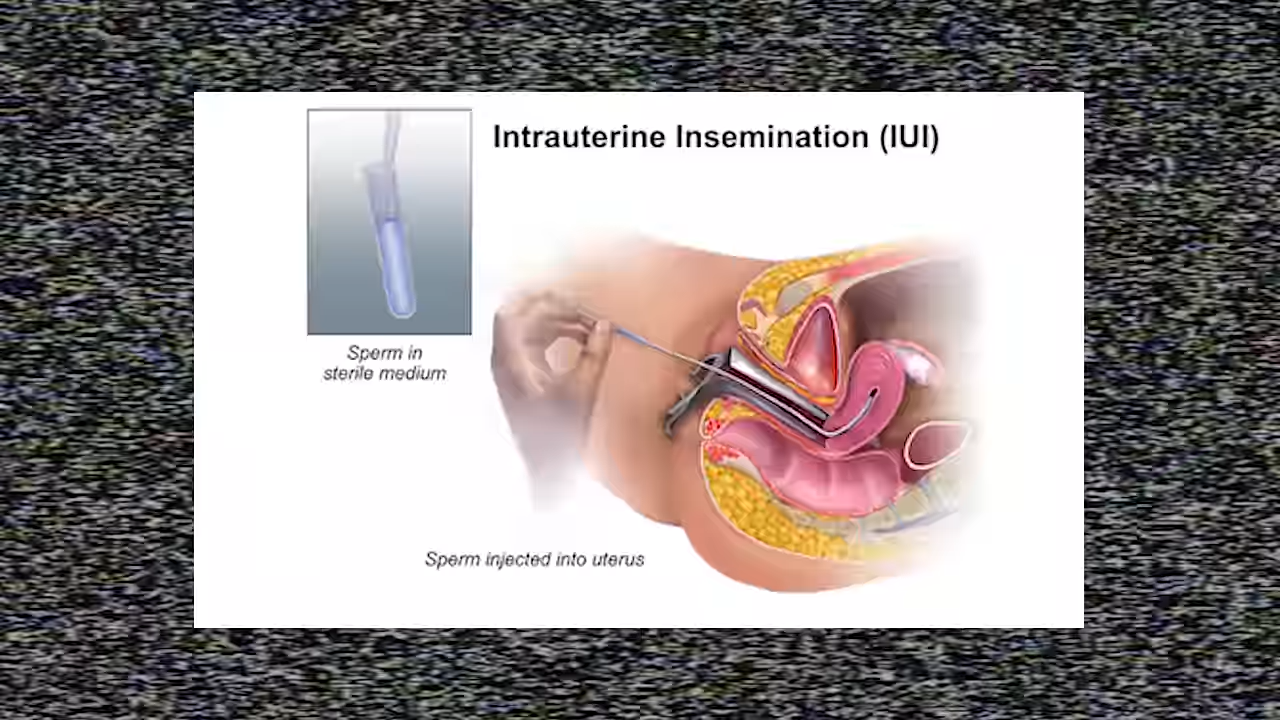 Intrauterine Insemination (IUI)
Sperm in
sterile medium
Sperm injected into uterus